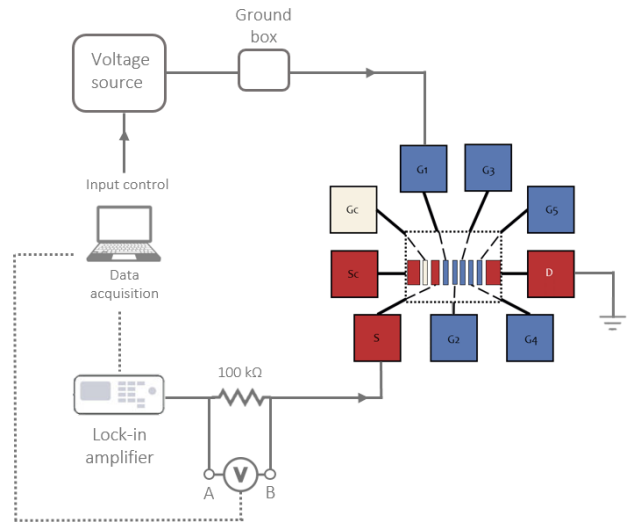 Ground
box
Voltage
source
Input control
Data
acquisition
G1
G3
Gc
G5
Sc
D
S
G2
G4
100 kΩ
Lock-in
amplifier
A
V
B